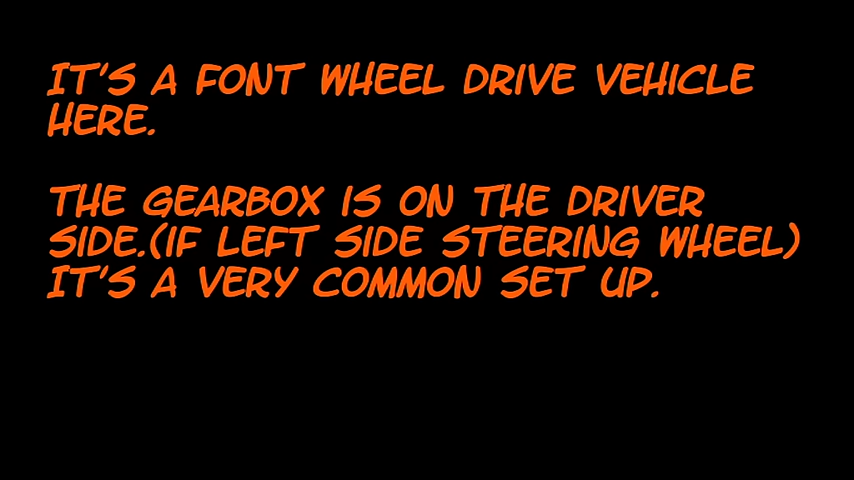 IT'S A FONT WHEEL DRIVE VEHICLE
HERE.
THE GEARBOX IS ON THE DRIVER
SIDE.(IF LEFT SIDE STEERING WHEEL)
IT'S A VERY COMMON SET UP.